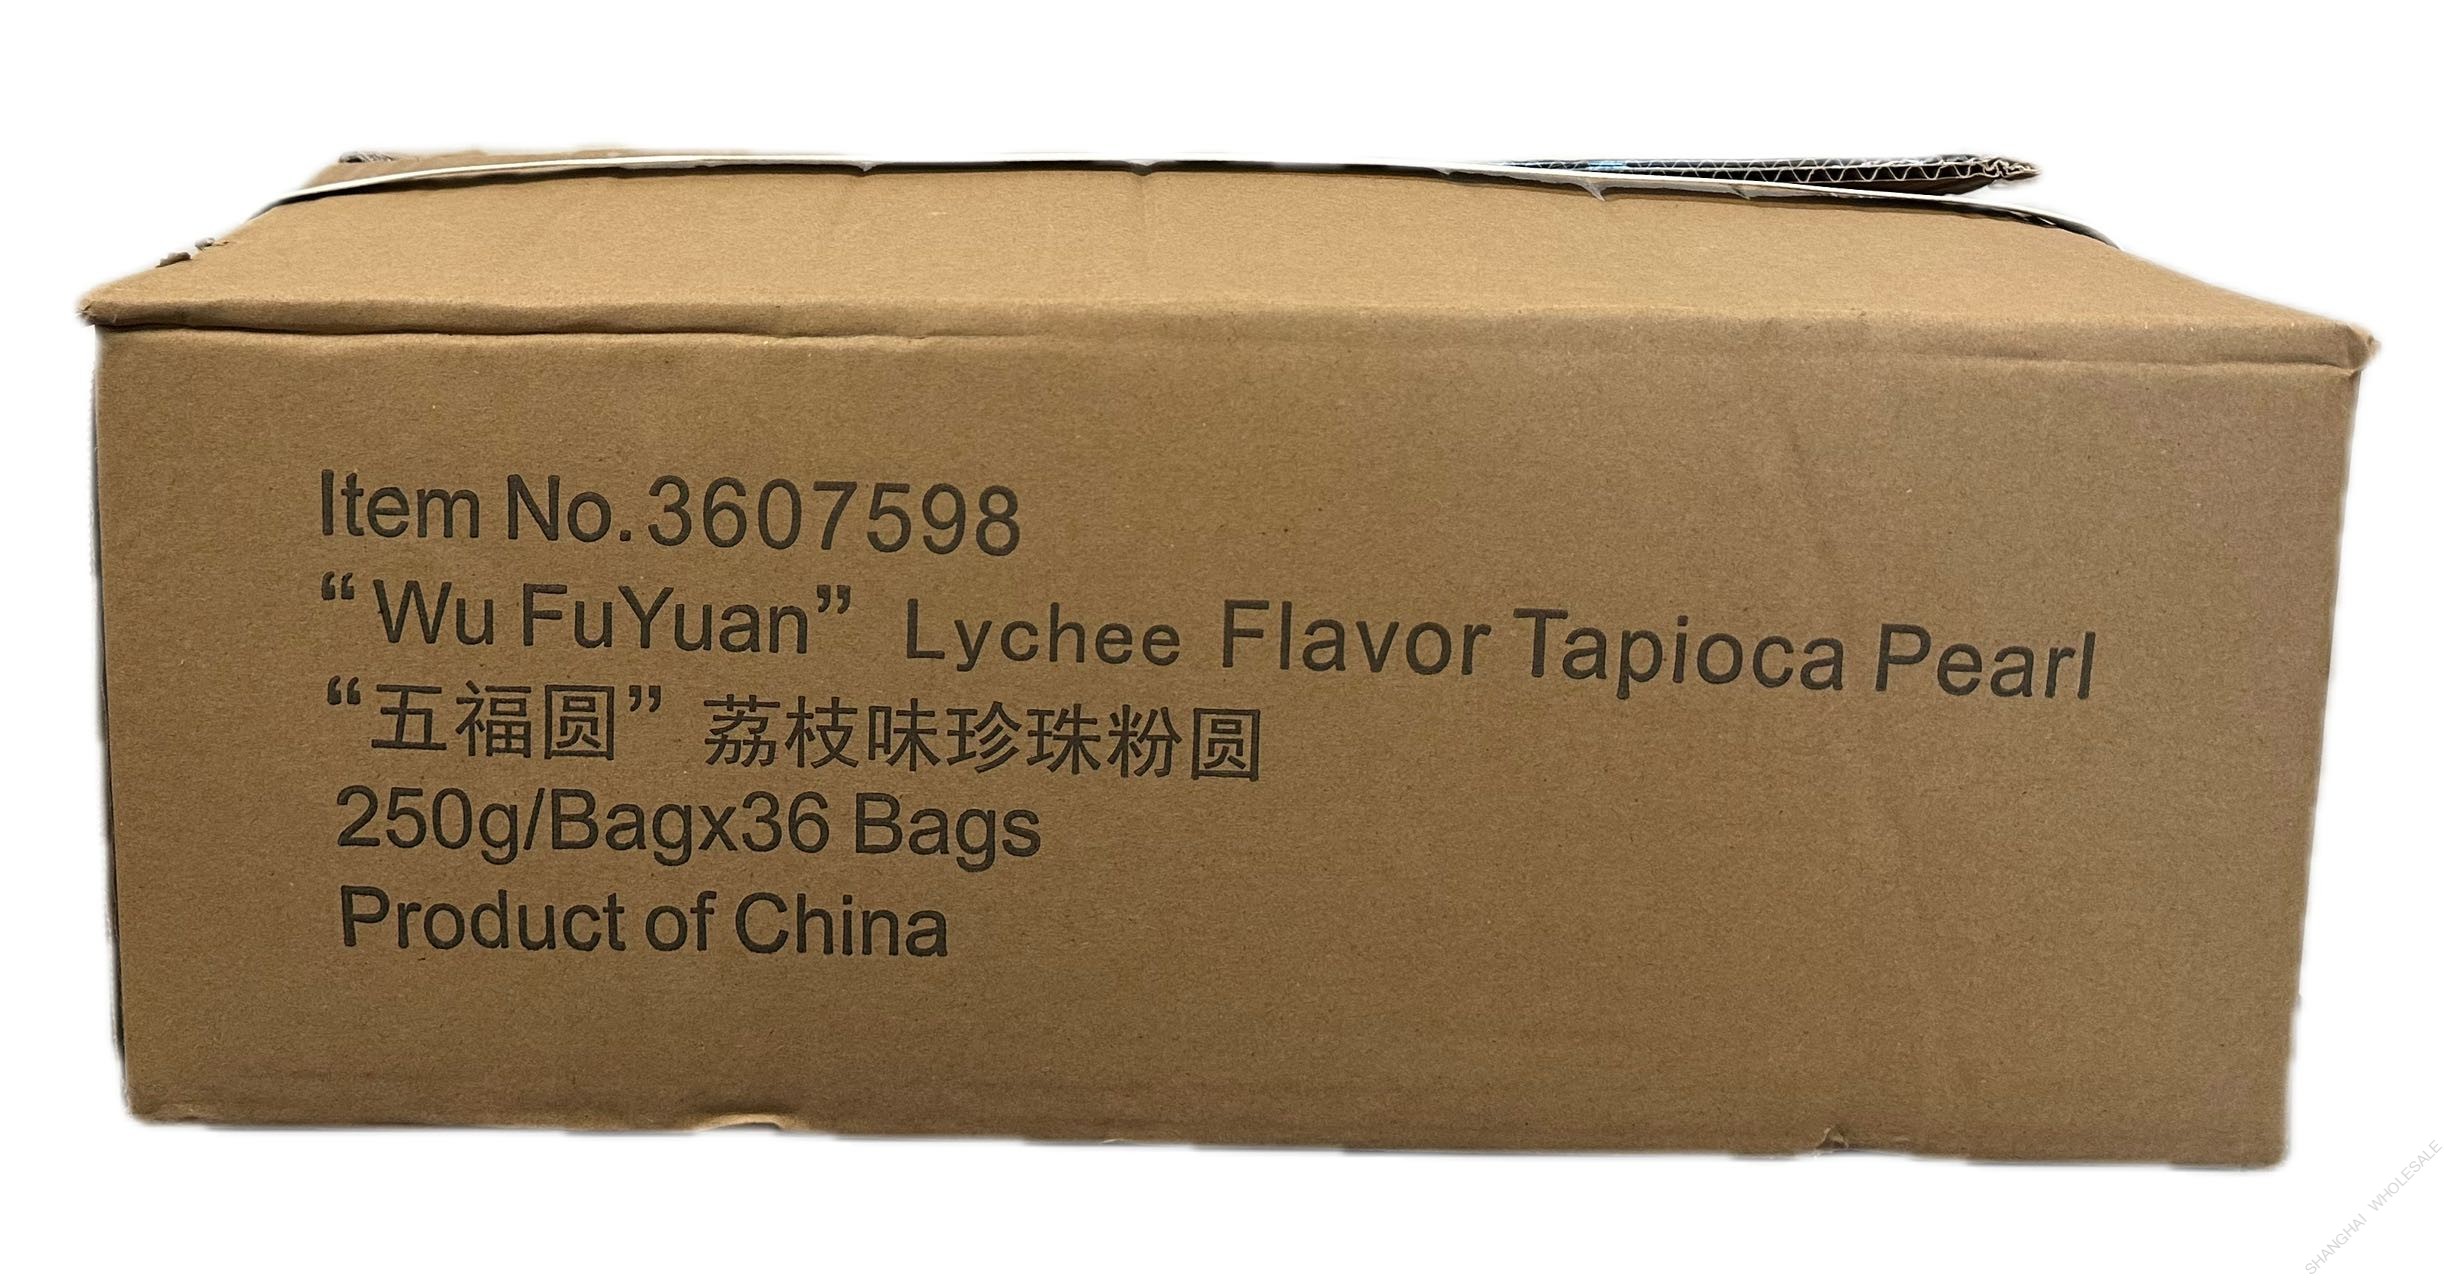 Item No.3607598
“Wu FuYuan” Lychee Flavor Tapioca Pearl
“五福圆” 荔枝味珍珠粉圆
250g/Bagx36 Bags
Product of China
SHANGHAI WHOLESALE